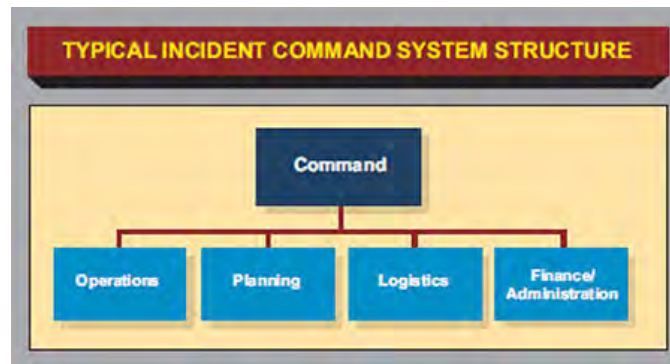 TYPICAL INCIDENT COMMAND SYSTEM STRUCTURE
Command
Operations
Planning
Logistics
Finance/
Administration